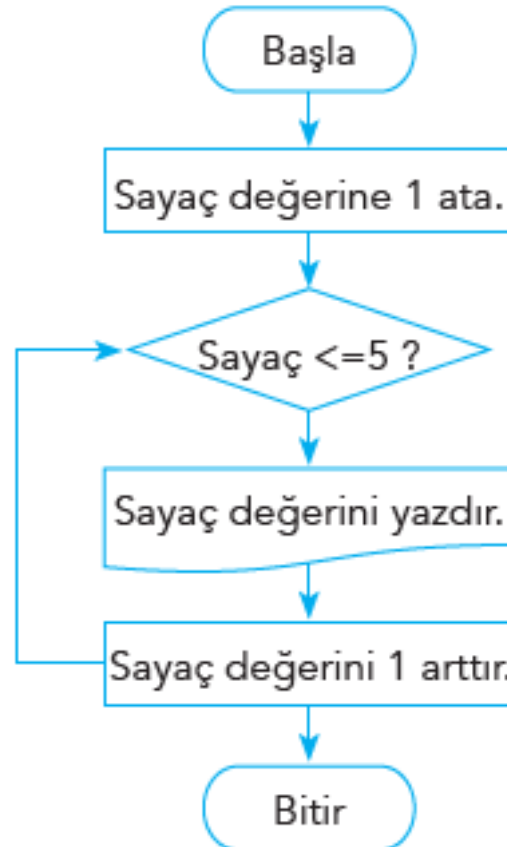 Başla
Sayaç değerine 1 ata.
Sayaç <=5 ?
Sayaç değerini yazdır.
Sayaç değerini 1 arttır.
Bitir